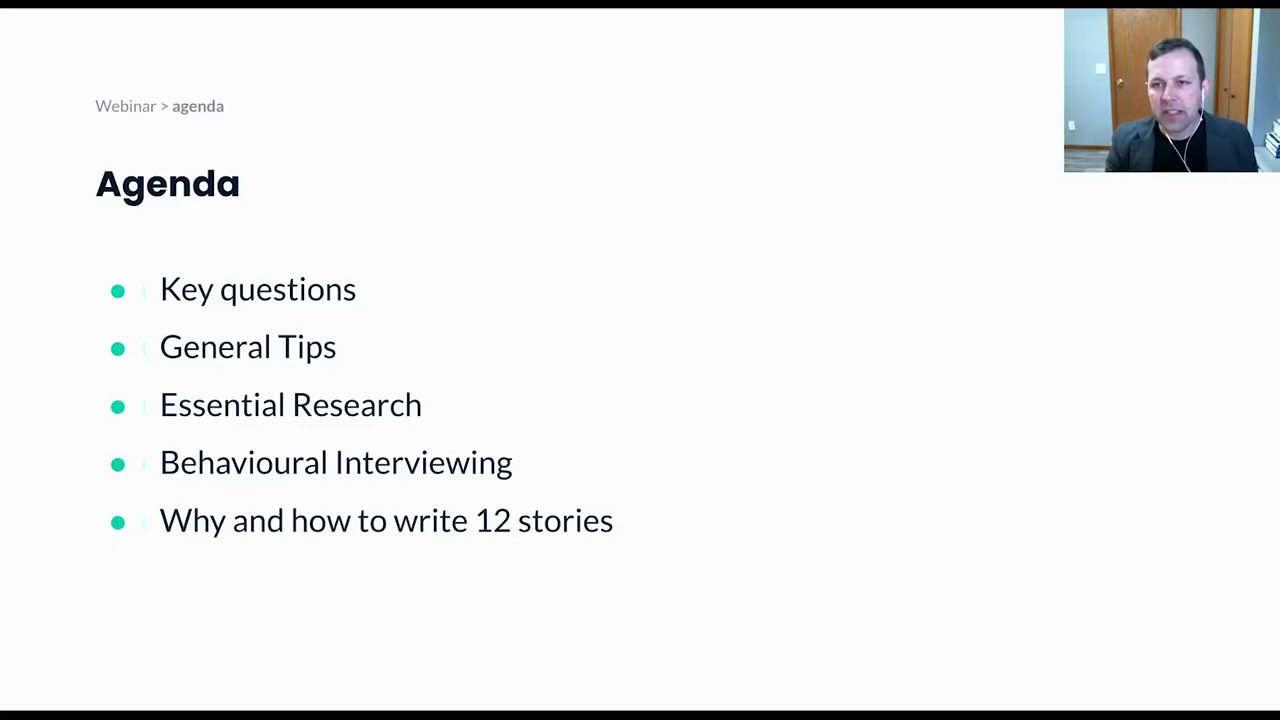 Webinar > agenda
Agenda
Key questions
General Tips
Essential Research
Behavioural Interviewing
Why and how to write 12 stories